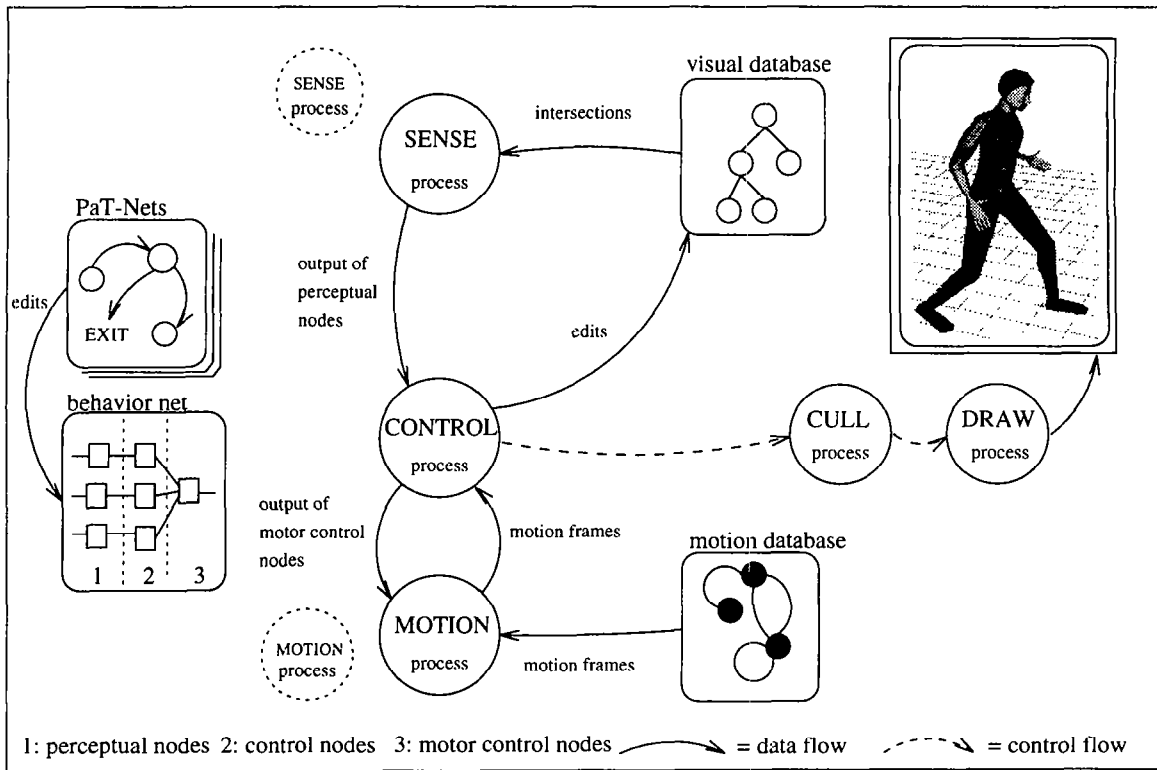 visual database
SENSE
process
intersections
SENSE
process
PaT-Nets
edits
EXIT
output of
perceptual
nodes
edits
behavior net
1 2 3
CONTROL
process
CULL
process
DRAW
process
output of
motor control
nodes
motion frames
motion database
MOTION
process
MOTION
process
motion frames
1: perceptual nodes 2: control nodes 3: motor control nodes = data flow = control flow